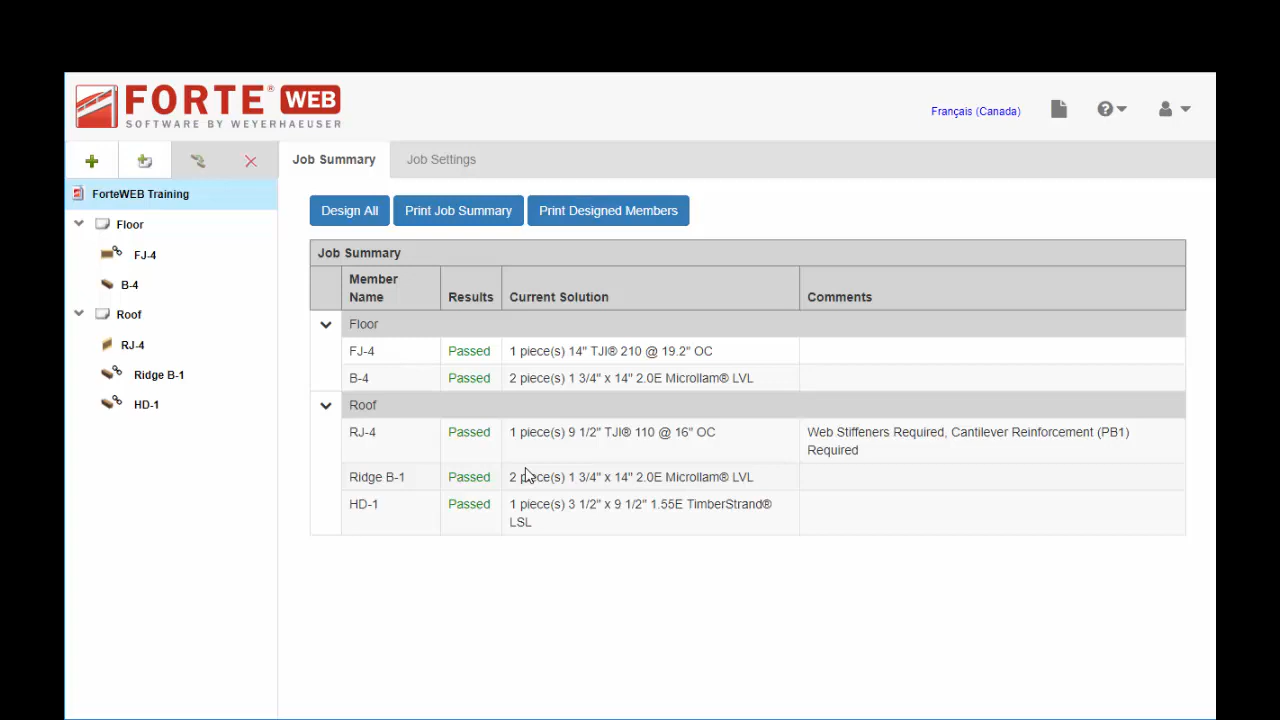 FORTE® WEB
SOFTWARE BY WEYERHAEUSER
Français (Canada)
Job Summary
Job Settings
ForteWEB Training
Floor
FJ-4
B-4
Roof
RJ-4
Ridge B-1
HD-1
Design All
Print Job Summary
Print Designed Members
Job Summary
Member
Name
Results
Current Solution
Comments
Floor
FJ-4 Passed 1 piece(s) 14" TJI® 210 @ 19.2" OC
B-4 Passed 2 piece(s) 1 3/4" x 14" 2.0E Microllam® LVL
Roof
RJ-4 Passed 1 piece(s) 9 1/2" TJI® 110 @ 16" OC Web Stiffeners Required, Cantilever Reinforcement (PB1)
Required
Ridge B-1 Passed 2 piece(s) 1 3/4" x 14" 2.0E Microllam® LVL
HD-1 Passed 1 piece(s) 3 1/2" x 9 1/2" 1.55E TimberStrand®
LSL